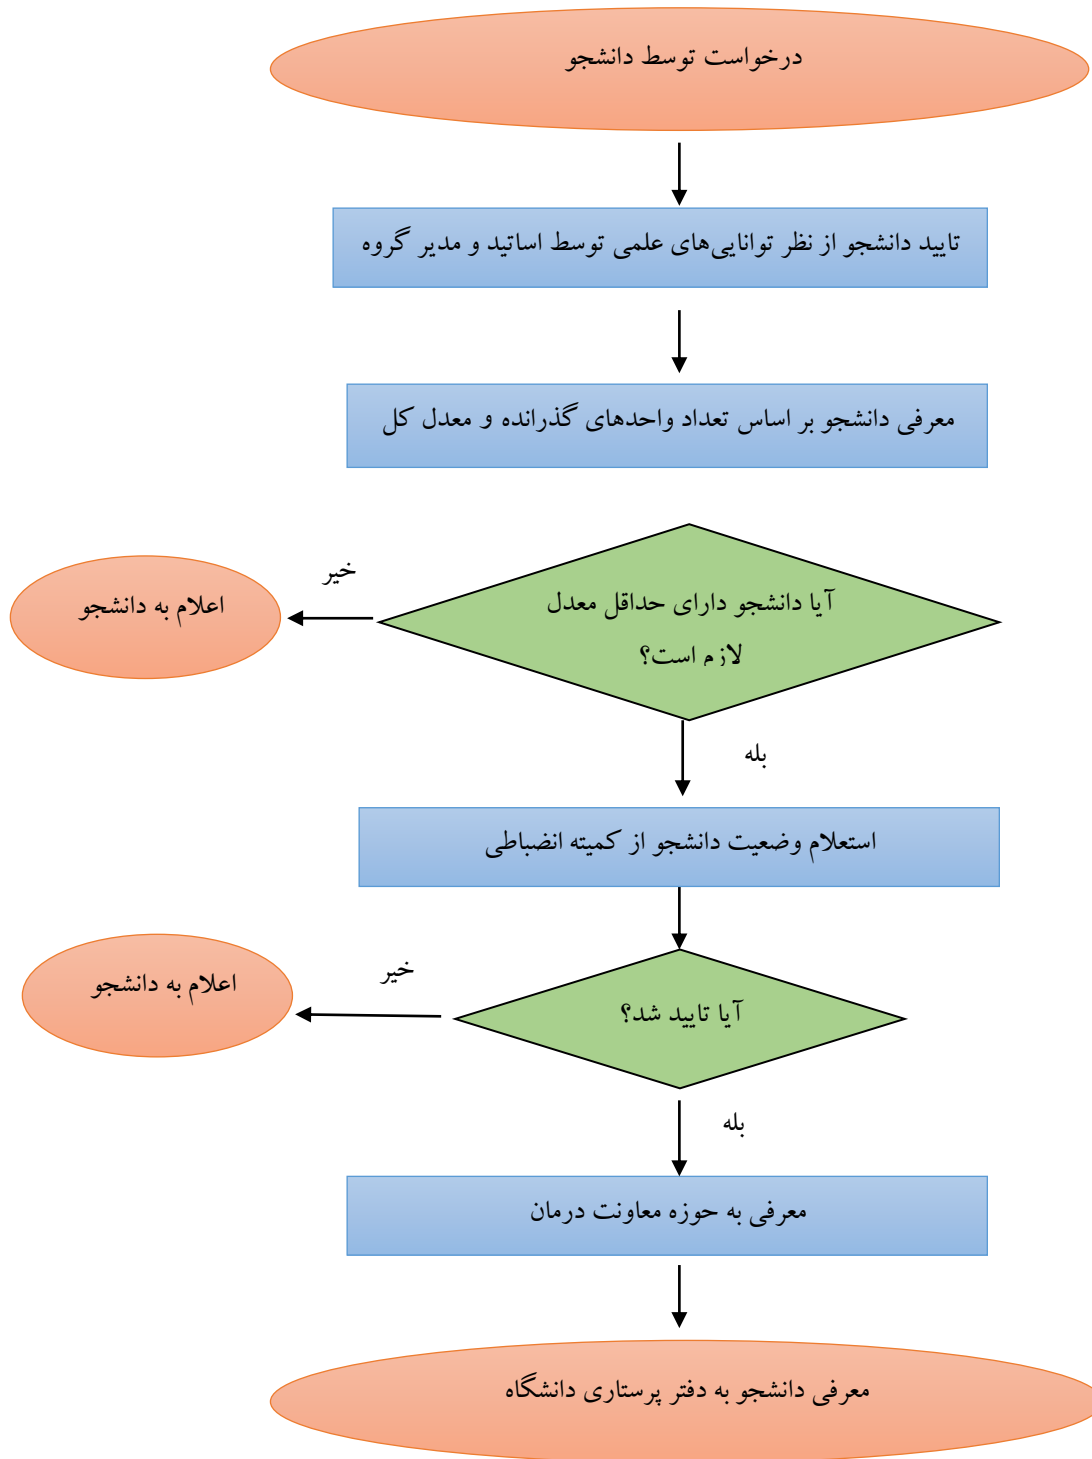 درخواست توسط دانشجو
تایید دانشجو از نظر توانایی‌های علمی توسط اساتید و مدیر گروه
معرفی دانشجو بر اساس تعداد واحدهای گذرانده و معدل کل
آیا دانشجو دارای حداقل معدل
لازم است؟
خیر
اعلام به دانشجو
بله
استعلام وضعیت دانشجو از کمیته انضباطی
آیا تایید شد؟
خیر
اعلام به دانشجو
بله
معرفی به حوزه معاونت درمان
معرفی دانشجو به دفتر پرستاری دانشگاه